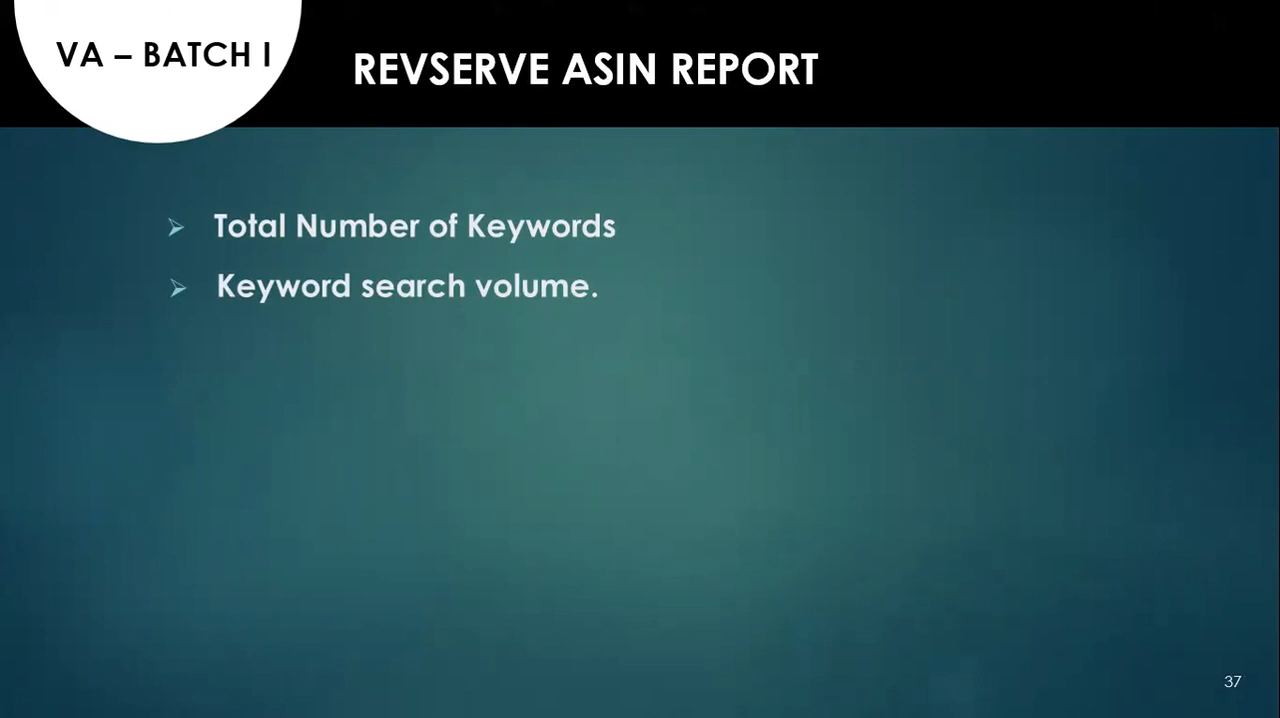 VA – BATCH I
REVSERVE ASIN REPORT
➢ Total Number of Keywords
➢ Keyword search volume.
37